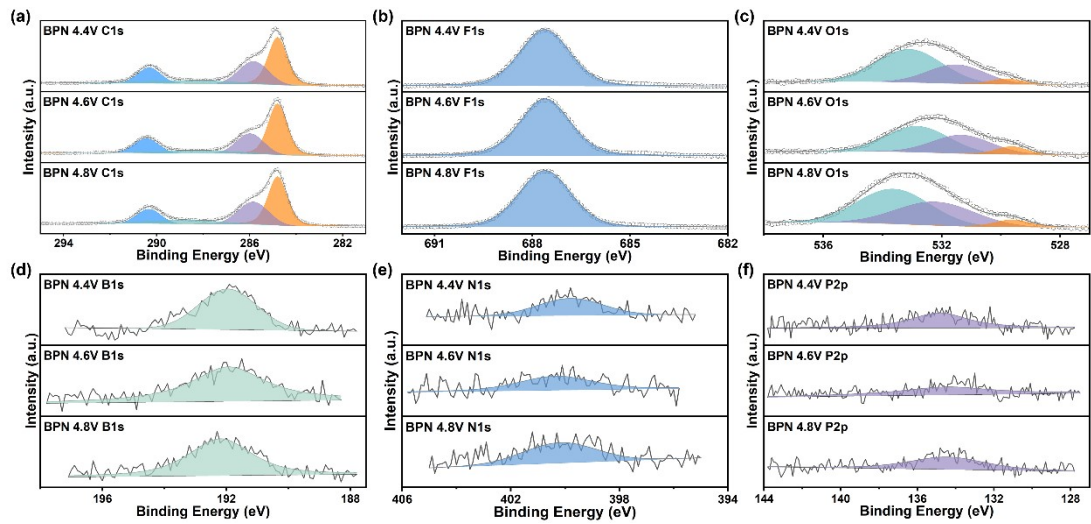 (a)
BPN 4.4V C1s
BPN 4.6V C1s
BPN 4.8V C1s
Intensity (a.u.)
294 290 286 282
Binding Energy (eV)
(b)
BPN 4.4V F1s
BPN 4.6V F1s
BPN 4.8V F1s
Intensity (a.u.)
691 688 685 682
Binding Energy (eV)
(c)
BPN 4.4V O1s
BPN 4.6V O1s
BPN 4.8V O1s
Intensity (a.u.)
536 532 528
Binding Energy (eV)
(d)
BPN 4.4V B1s
BPN 4.6V B1s
BPN 4.8V B1s
Intensity (a.u.)
196 192 188
Binding Energy (eV)
(e)
BPN 4.4V N1s
BPN 4.6V N1s
BPN 4.8V N1s
Intensity (a.u.)
406 402 398 394
Binding Energy (eV)
(f)
BPN 4.4V P2p
BPN 4.6V P2p
BPN 4.8V P2p
Intensity (a.u.)
144 140 136 132 128
Binding Energy (eV)